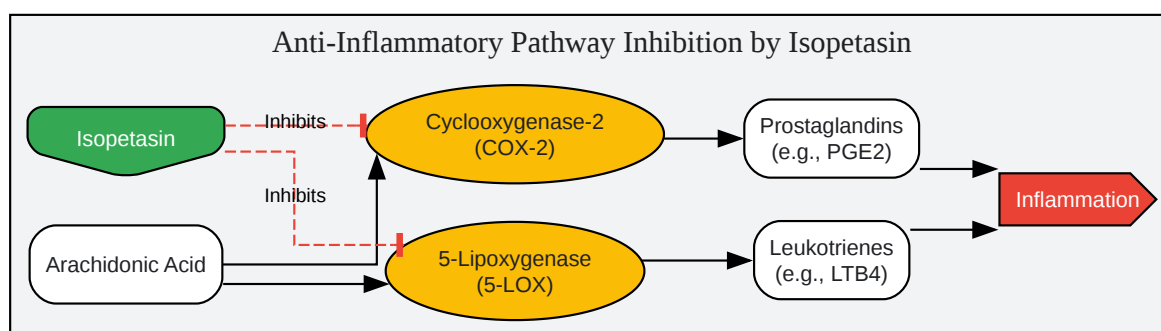 Anti-Inflammatory Pathway Inhibition by Isopetasin
Isopetasin
Inhibits
Cyclooxygenase-2
(COX-2)
Prostaglandins
(e.g., PGE2)
Inhibits
Inflammation
Arachidonic Acid
5-Lipoxygenase
(5-LOX)
Leukotrienes
(e.g., LTB4)